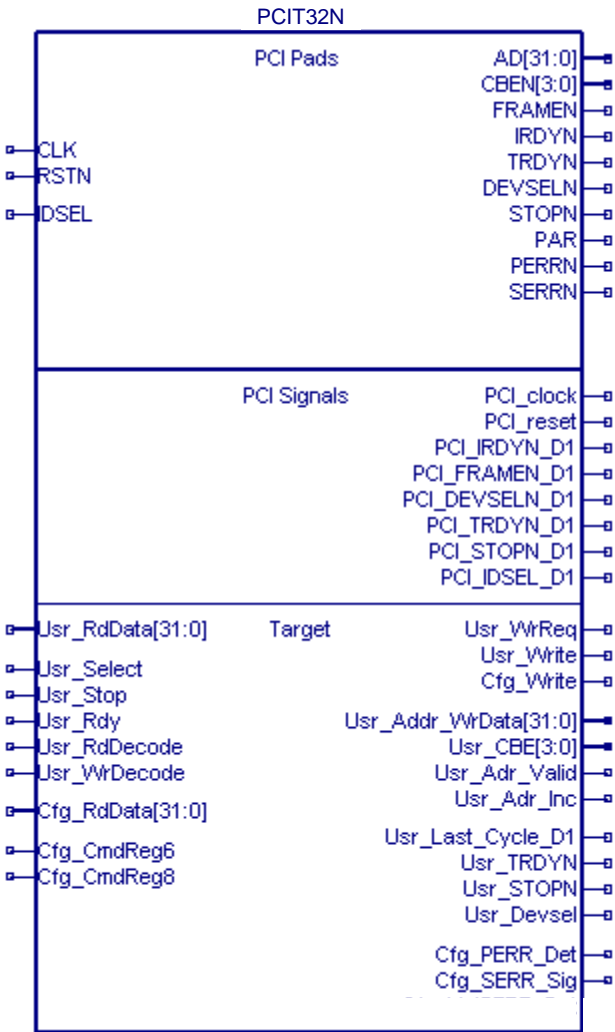 PCIT32N
PCI Pads
AD[31:0]
CBEN[3:0]
FRAMEN
IRDYN
CLK
TRDYN
RSTN
DEVSELN
IDSEL
STOPN
PAR
PERRN
SERRN
PCI Signals
PCI_clock
PCI_reset
PCI_IRDYN_D1
PCI_FRAMEN_D1
PCI_DEVSELN_D1
PCI_TRDYN_D1
PCI_STOPN_D1
PCI_IDSEL_D1
Usr_RdData[31:0]
Target
Usr_WrReq
Usr_Write
Usr_Select
Cfg_Write
Usr_Stop
Usr_Rdy
Usr_Addr_WrData[31:0]
Usr_RdDecode
Usr_CBE[3:0]
Usr_WrDecode
Usr_Adr_Valid
Usr_Adr_Inc
Cfg_RdData[31:0]
Usr_Last_Cycle_D1
Cfg_CmdReg6
Usr_TRDYN
Cfg_CmdReg8
Usr_STOPN
Usr_Devsel
Cfg_PERR_Det
Cfg_SERR_Sig